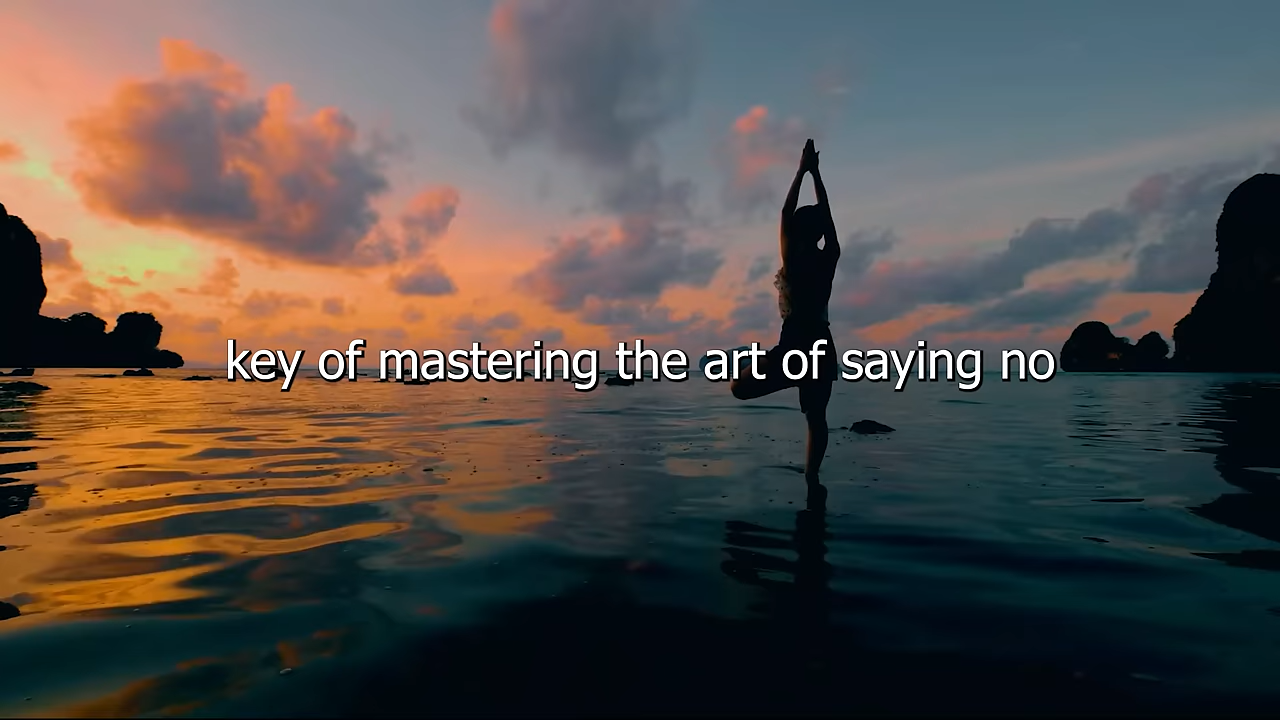 key of mastering the art of saying no